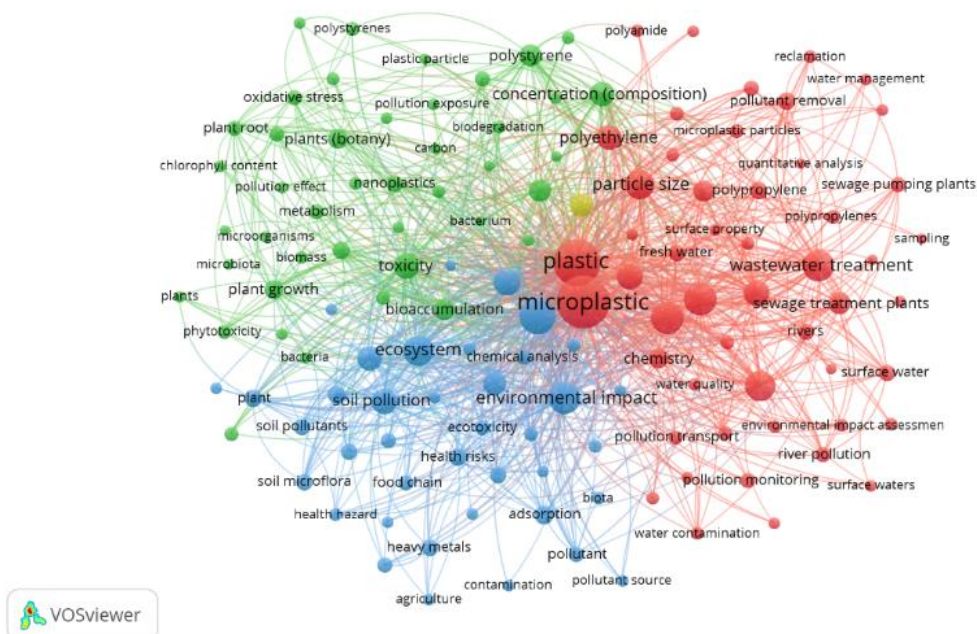 polystyrenes
polyamide
plastic particle
polystyrene
reclamation
water management
oxidative stress
pollution exposure
concentration (composition)
pollutant removal
plant root
plants (botany)
biodegradation
polyethylene
microplastic particles
carbon
chlorophyll content
quantitative analysis
pollution effect
nanoplastics
particle size
polypropylene
sewage pumping plants
metabolism
microorganisms
bacterium
surface property
polypropylenes
sampling
microbiota
biomass
toxicity
plastic
fresh water
wastewater treatment
plant growth
plants
bioaccumulation
microplastic
sewage treatment plants
phytotoxicity
rivers
bacteria
ecosystem
chemical analysis
chemistry
surface water
plant
soil pollution
environmental impact
water quality
soil pollutants
ecotoxicity
pollution transport
environmental impact assessmen
health risks
river pollution
soil microflora
food chain
pollution monitoring
surface waters
biota
health hazard
adsorption
water contamination
heavy metals
pollutant
contamination
pollutant source
agriculture
VOSviewer